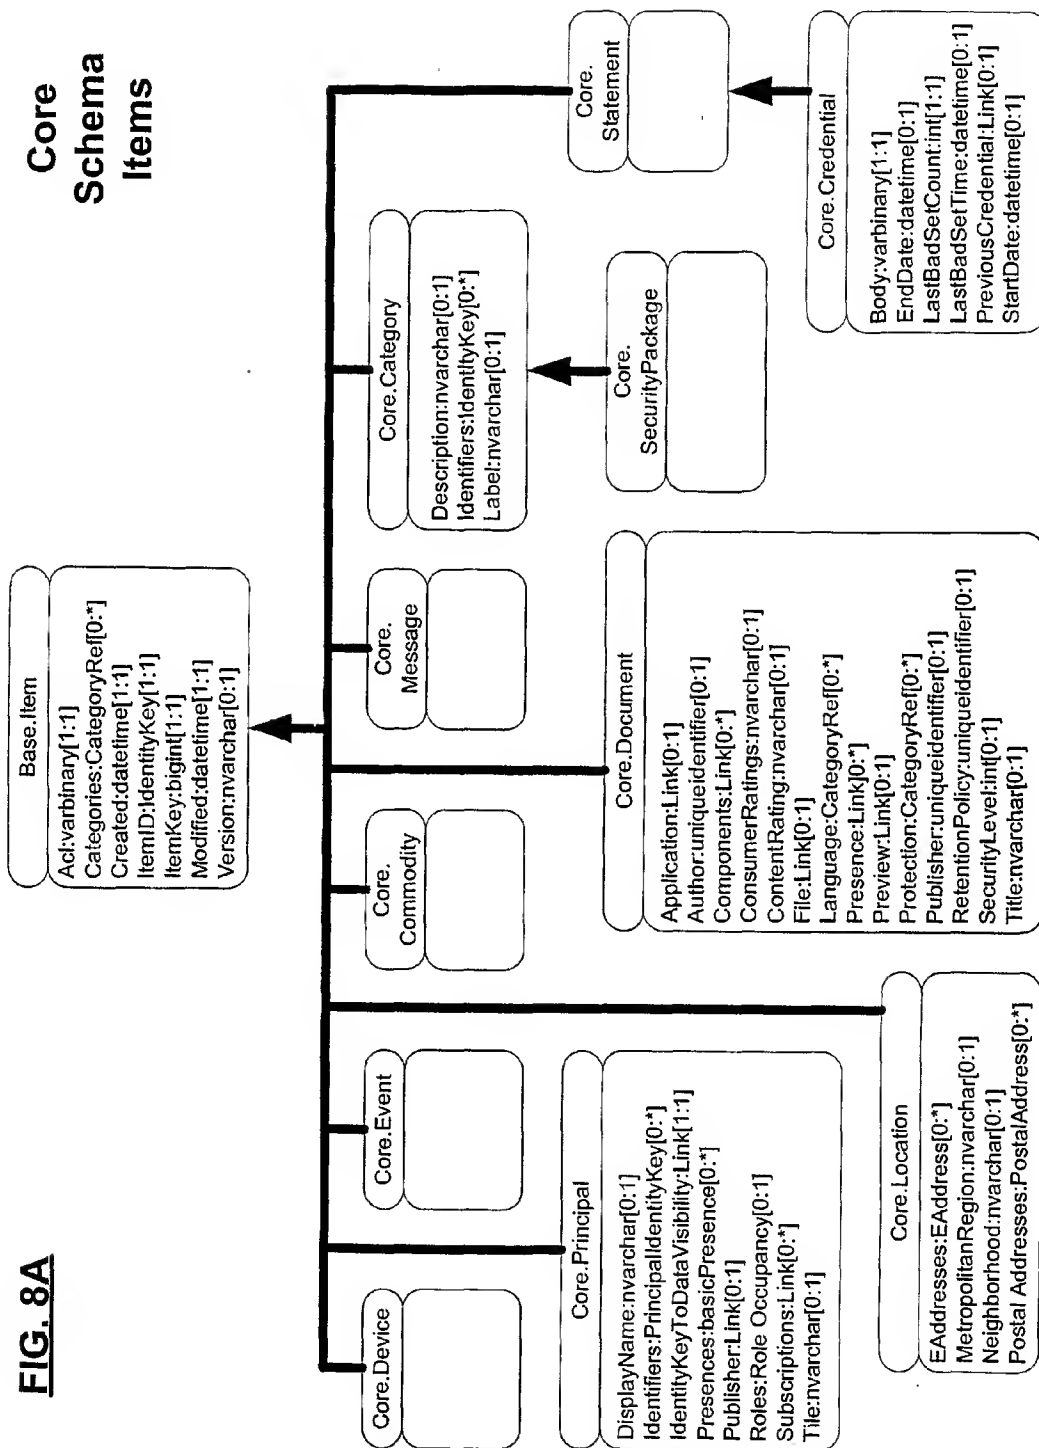 FIG. 8A
Core
Schema
Items
Base.Item
Acl:varbinary[1:1]
Categories:CategoryRef[0:*]
Created:datetime[1:1]
ItemID:IdentityKey[1:1]
ItemKey:bigint[1:1]
Modified:datetime[1:1]
Version:nvarchar[0:1]
Core.Device
Core.Event
Core.
Commodity
Core.
Message
Core.Category
Description:nvarchar[0:1]
Identifiers:IdentityKey[0:*]
Label:nvarchar[0:1]
Core.
Statement
Core.Principal
DisplayName:nvarchar[0:1]
Identifiers:PrincipalIdentityKey[0:*]
IdentityKeyToDataVisibility:Link[1:1]
Presences:basicPresence[0:*]
Publisher:Link[0:1]
Roles:Role Occupancy[0:1]
Subscriptions:Link[0:*]
Tile:nvarchar[0:1]
Core.Document
Application:Link[0:1]
Author:uniqueidentifier[0:1]
Components:Link[0:*]
ConsumerRatings:nvarchar[0:1]
ContentRating:nvarchar[0:1]
File:Link[0:1]
Language:CategoryRef[0:*]
Presence:Link]0:*]
Preview:Link[0:1]
Protection:CategoryRef[0:*]
Publisher:uniqueidentifier[0:1]
RetentionPolicy:uniqueidentifier[0:1]
SecurityLevel:int[0:1]
Title:nvarchar[0:1]
Core.
SecurityPackage
Core.Location
EAddresses:EAddress[0:*]
MetropolitanRegion:nvarchar[0:1]
Neighborhood:nvarchar[0:1]
Postal Addresses:PostalAddress[0:*]
Core.Credential
Body:varbinary[1:1]
EndDate:datetime[0:1]
LastBadSetCount:int[1:1]
LastBadSetTime:datetime[0:1]
PreviousCredential:Link[0:1]
StartDate:datetime[0:1]